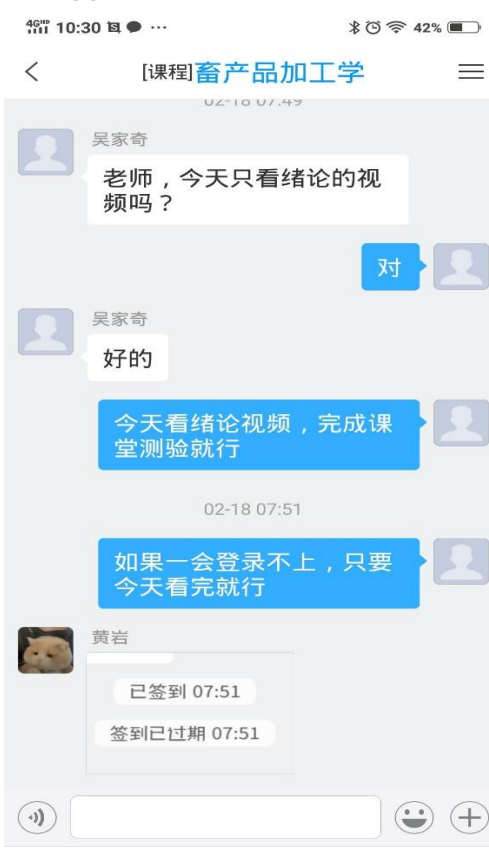 4G HD 10:30 42%
[课程]畜产品加工学
02-18 07:49
吴家奇
老师，今天只看绪论的视
频吗？
对
吴家奇
好的
今天看绪论视频，完成课
堂测验就行
02-18 07:51
如果一会登录不上，只要
今天看完就行
黄岩
已签到 07:51
签到已过期 07:51